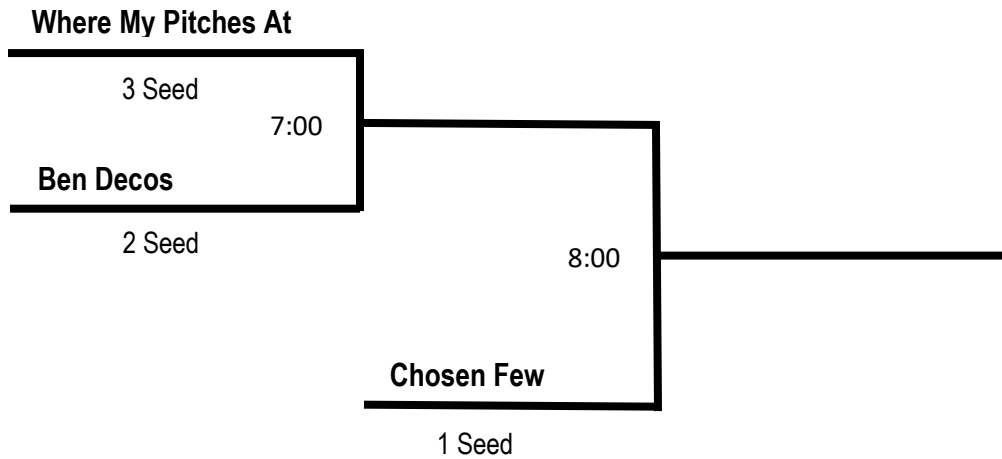 Where My Pitches At
3 Seed
7:00
Ben Decos
2 Seed
8:00
Chosen Few
1 Seed